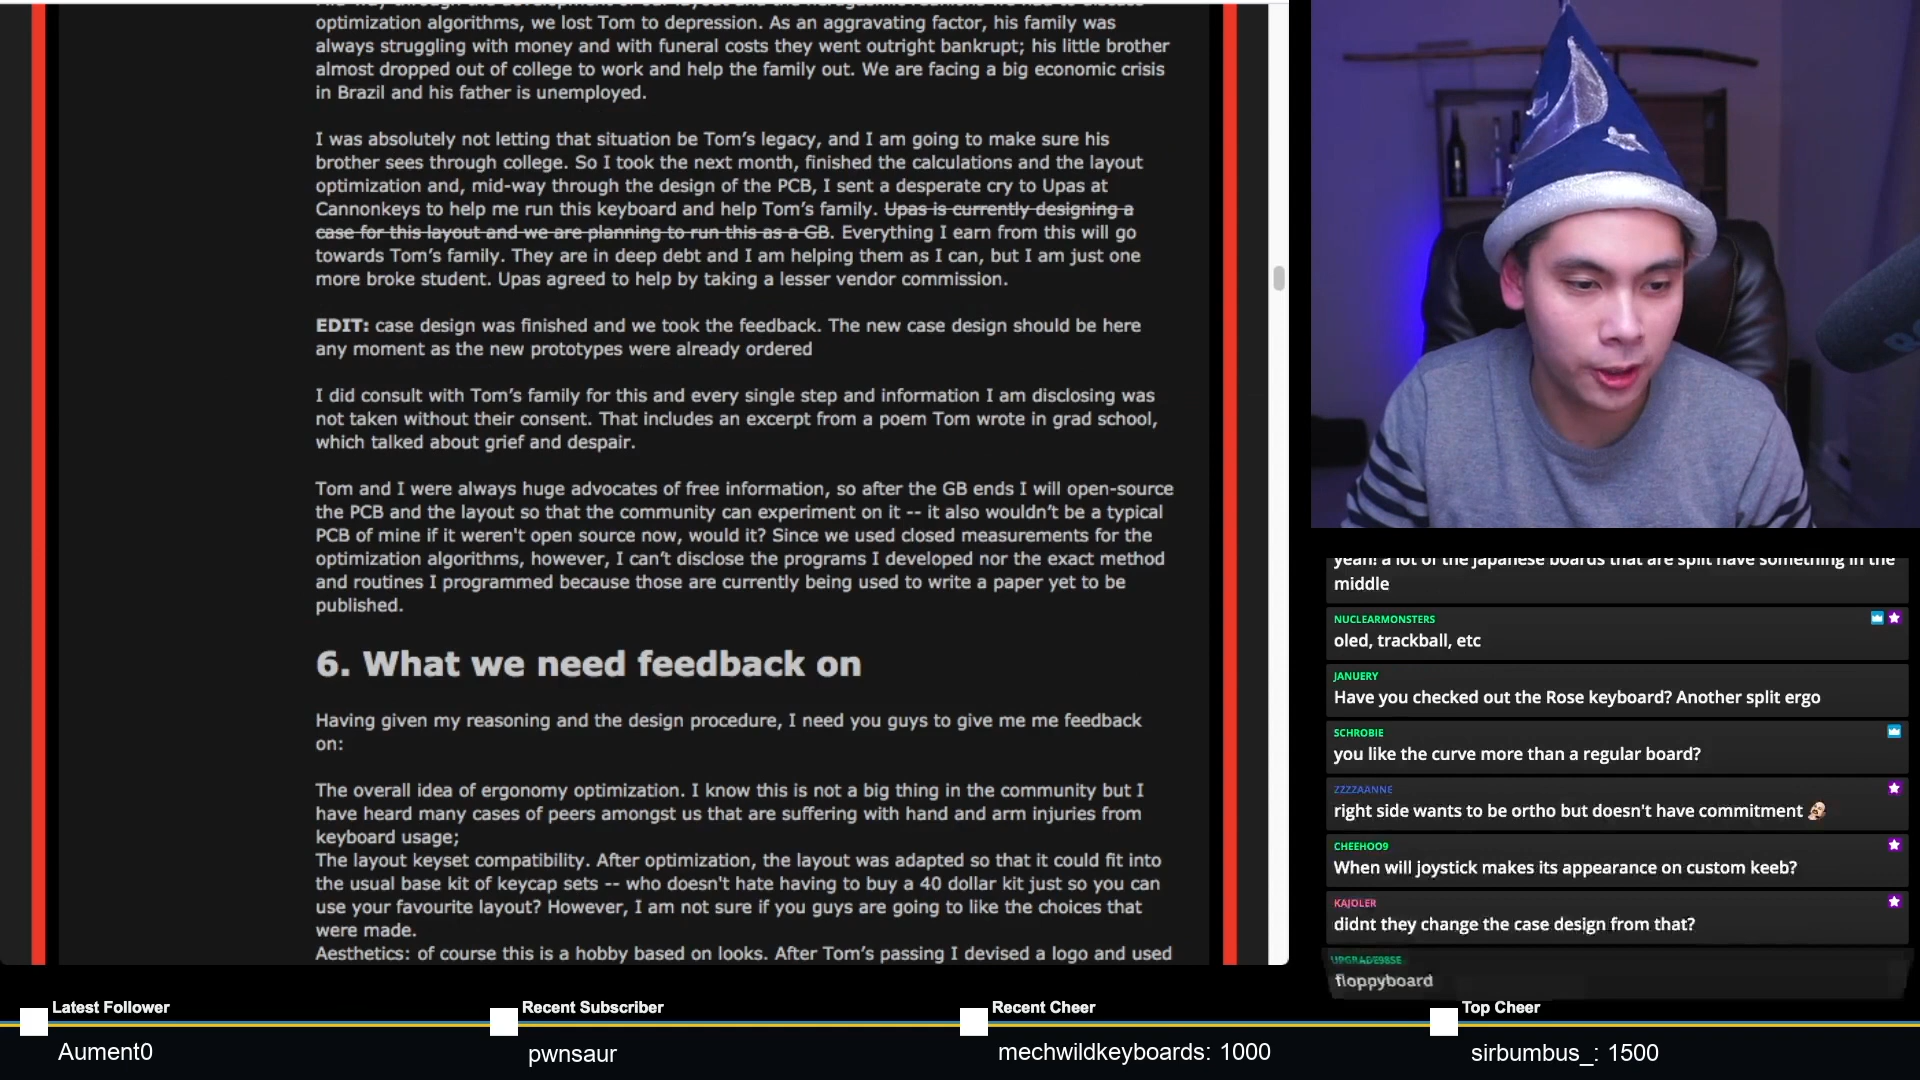 optimization algorithms, we lost Tom to depression. As an aggravating factor, his family was
always struggling with money and with funeral costs they went outright bankrupt; his little brother
almost dropped out of college to work and help the family out. We are facing a big economic crisis
in Brazil and his father is unemployed.
I was absolutely not letting that situation be Tom's legacy, and I am going to make sure his
brother sees through college. So I took the next month, finished the calculations and the layout
optimization and, mid-way through the design of the PCB, I sent a desperate cry to Upas at
Cannonkeys to help me run this keyboard and help Tom's family. Upas is currently designing a
case for this layout and we are planning to run this as a GB. Everything I earn from this will go
towards Tom's family. They are in deep debt and I am helping them as I can, but I am just one
more broke student. Upas agreed to help by taking a lesser vendor commission.
EDIT: case design was finished and we took the feedback. The new case design should be here
any moment as the new prototypes were already ordered
I did consult with Tom's family for this and every single step and information I am disclosing was
not taken without their consent. That includes an excerpt from a poem Tom wrote in grad school,
which talked about grief and despair.
Tom and I were always huge advocates of free information, so after the GB ends I will open-source
the PCB and the layout so that the community can experiment on it -- it also wouldn't be a typical
PCB of mine if it weren't open source now, would it? Since we used closed measurements for the
optimization algorithms, however, I can't disclose the programs I developed nor the exact method
and routines I programmed because those are currently being used to write a paper yet to be
published.
6. What we need feedback on
Having given my reasoning and the design procedure, I need you guys to give me me feedback
on:
The overall idea of ergonomy optimization. I know this is not a big thing in the community but I
have heard many cases of peers amongst us that are suffering with hand and arm injuries from
keyboard usage;
The layout keyset compatibility. After optimization, the layout was adapted so that it could fit into
the usual base kit of keycap sets -- who doesn't hate having to buy a 40 dollar kit just so you can
use your favourite layout? However, I am not sure if you guys are going to like the choices that
were made.
Aesthetics: of course this is a hobby based on looks. After Tom's passing I devised a logo and used
yeah! a lot of the japanese boards that are split have something in the
middle
NUCLEARMONSTERS
oled, trackball, etc
JANUERY
Have you checked out the Rose keyboard? Another split ergo
SCHROBIE
you like the curve more than a regular board?
ZZZZAANNE
right side wants to be ortho but doesn't have commitment
CHEEHOO9
When will joystick makes its appearance on custom keeb?
KAJOLER
didnt they change the case design from that?
UPGRADE98SE
floppyboard
Latest Follower
Aument0
Recent Subscriber
pwnsaur
Recent Cheer
mechwildkeyboards: 1000
Top Cheer
sirbumbus_: 1500